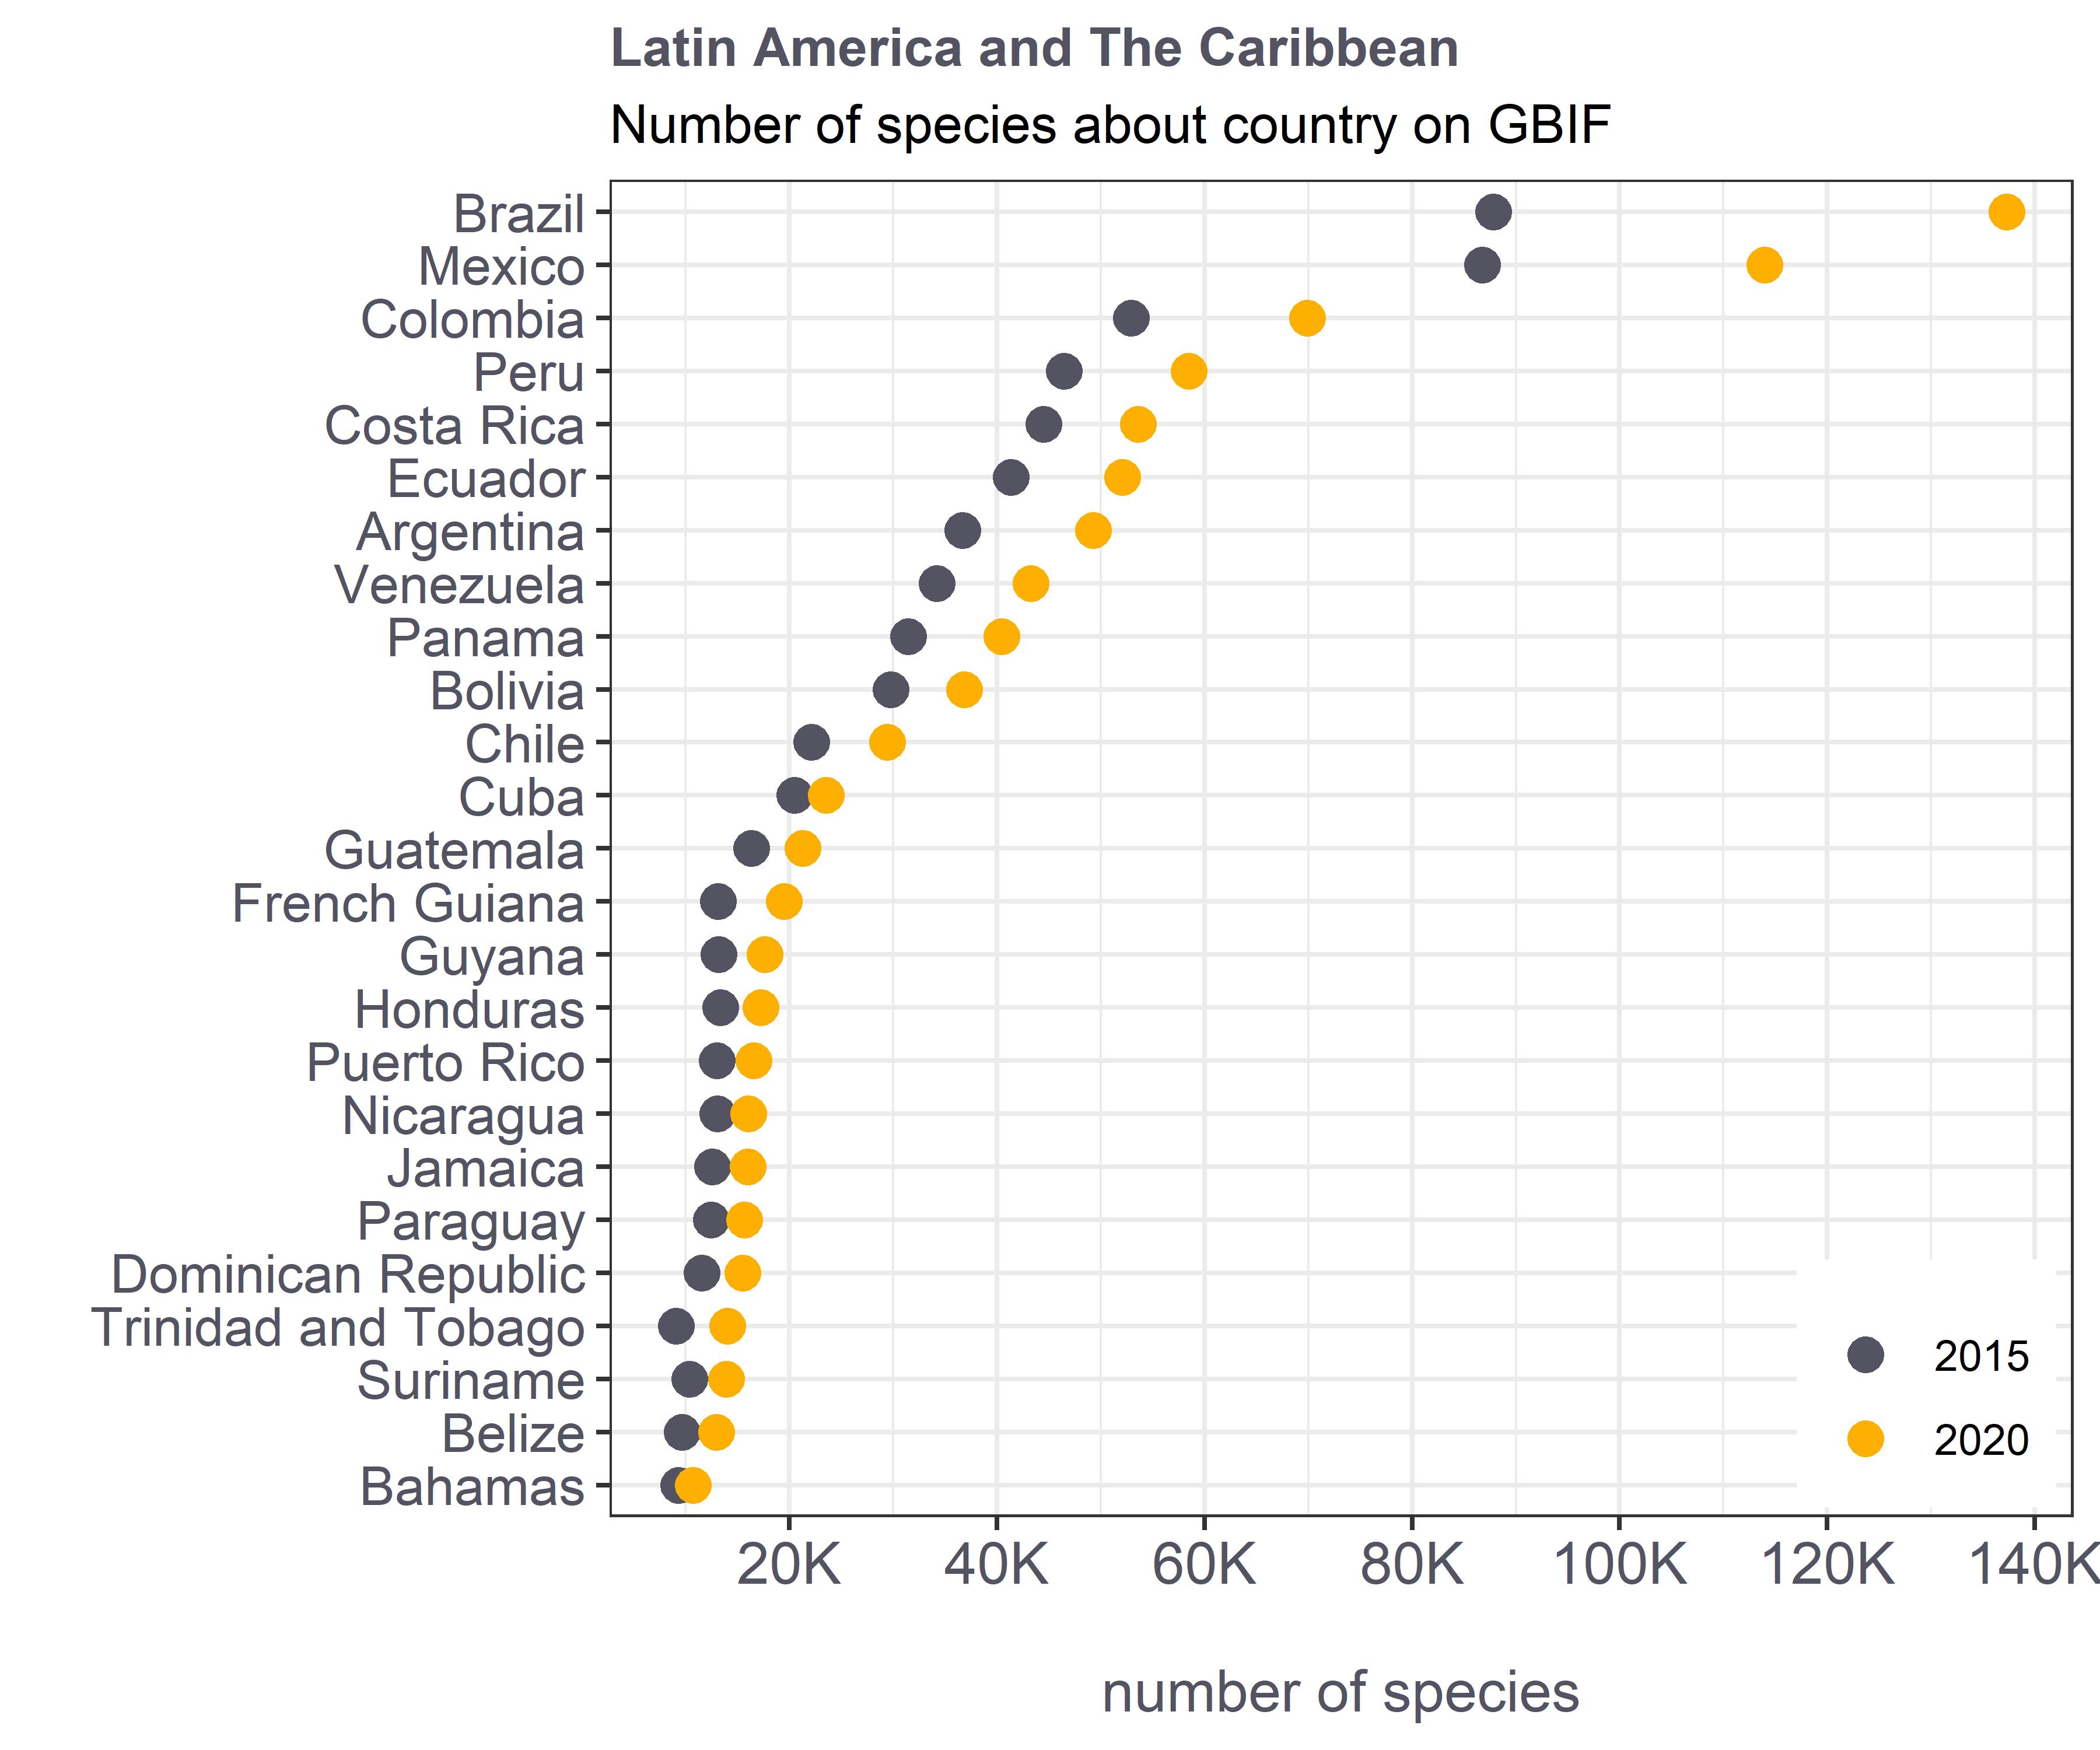 Latin America and The Caribbean
Number of species about country on GBIF
Brazil
Mexico
Colombia
Peru
Costa Rica
Ecuador
Argentina
Venezuela
Panama
Bolivia
Chile
Cuba
Guatemala
French Guiana
Guyana
Honduras
Puerto Rico
Nicaragua
Jamaica
Paraguay
Dominican Republic
Trinidad and Tobago
Suriname
Belize
Bahamas
2015
2020
20K 40K 60K 80K 100K 120K 140K
number of species